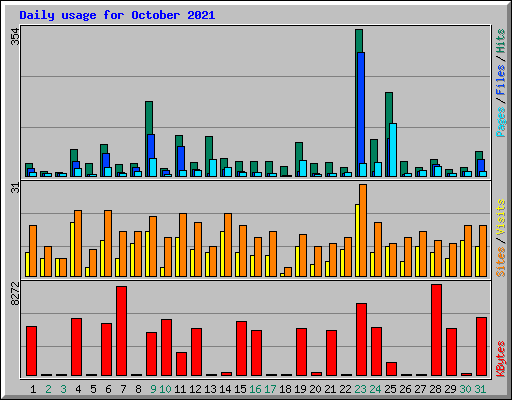 Daily usage for October 2021
354
Pages / Files / Hits
31
Sites / Visits
8272
KBytes
1 2 3 4 5 6 7 8 9 10 11 12 13 14 15 16 17 18 19 20 21 22 23 24 25 26 27 28 29 30 31